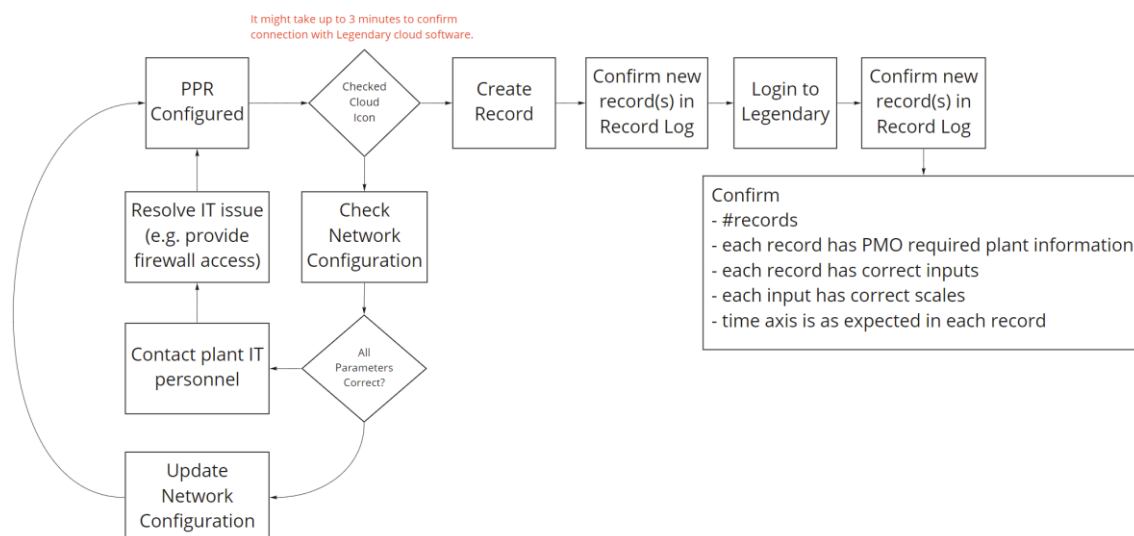 It might take up to 3 minutes to confirm
connection with Legendary cloud software.
PPR
Configured
Checked
Cloud
Icon
Create
Record
Confirm new
record(s) in
Record Log
Login to
Legendary
Confirm new
record(s) in
Record Log
Resolve IT issue
(e.g. provide
firewall access)
Check
Network
Configuration
Confirm
- #records
- each record has PMO required plant information
- each record has correct inputs
- each input has correct scales
- time axis is as expected in each record
Contact plant IT
personnel
All
Parameters
Correct?
Update
Network
Configuration